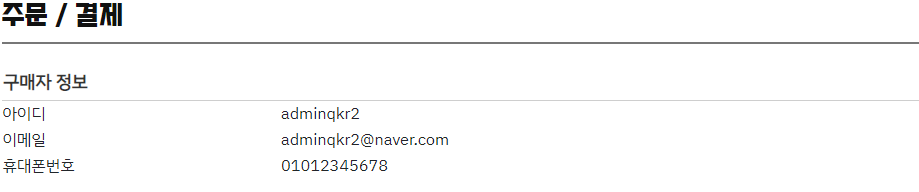 주문 / 결제
구매자 정보
아이디 adminqkr2
이메일 adminqkr2@naver.com
휴대폰번호 01012345678